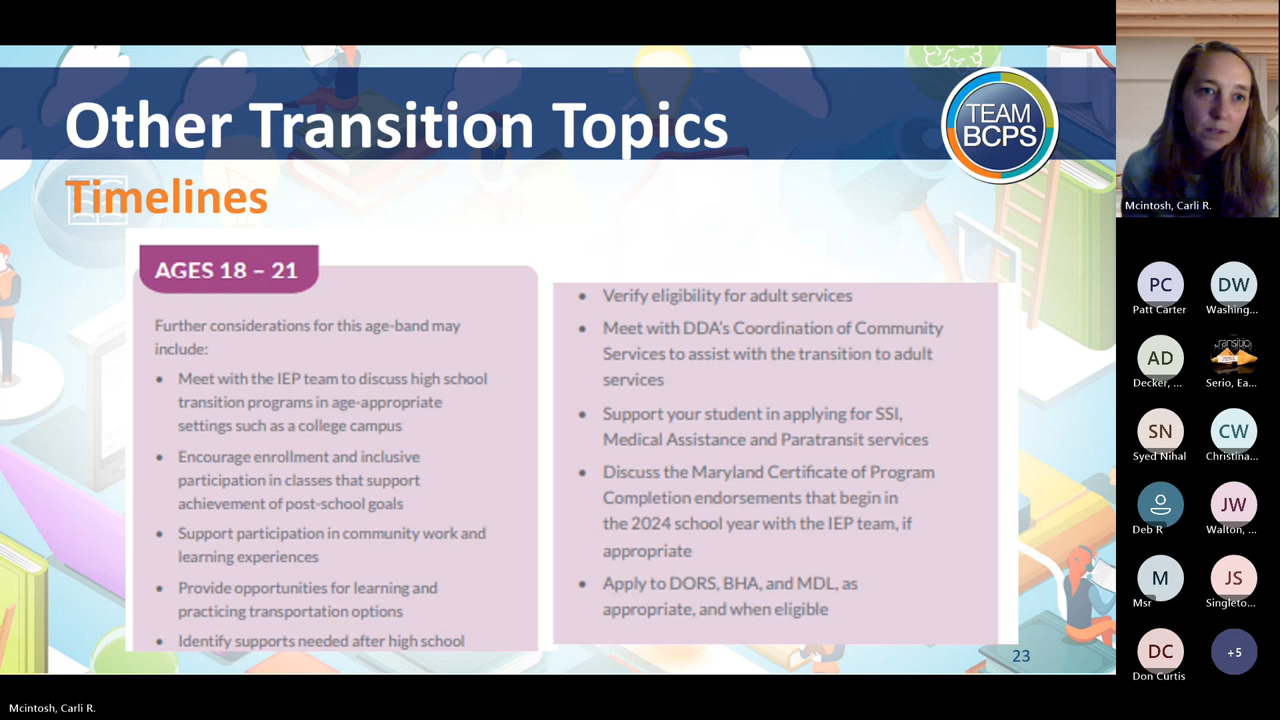 Other Transition Topics
TEAM
BCPS
Timelines
AGES 18 – 21
Further considerations for this age-band may
include:
• Meet with the IEP team to discuss high school
transition programs in age-appropriate
settings such as a college campus
• Encourage enrollment and inclusive
participation in classes that support
achievement of post-school goals
• Support participation in community work and
learning experiences
• Provide opportunities for learning and
practicing transportation options
• Identify supports needed after high school
• Verify eligibility for adult services
• Meet with DDA's Coordination of Community
Services to assist with the transition to adult
services
• Support your student in applying for SSI,
Medical Assistance and Paratransit services
• Discuss the Maryland Certificate of Program
Completion endorsements that begin in
the 2024 school year with the IEP team, if
appropriate
• Apply to DORS, BHA, and MDL, as
appropriate, and when eligible
23
Mcintosh, Carli R.
PC
Patt Carter
DW
Washing...
AD
Decker, ...
Serio, Ea...
SN
Syed Nihal
CW
Christina...
Deb R
JW
Walton, ...
M
Msr
JS
Singleto...
DC
Don Curtis
+5
Mcintosh, Carli R.